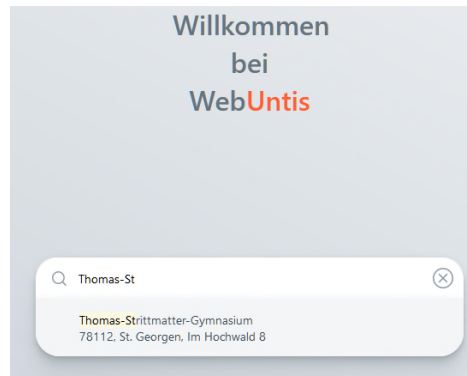 Willkommen
bei
WebUntis
Thomas-St
Thomas-Strittmatter-Gymnasium
78112, St. Georgen, Im Hochwald 8